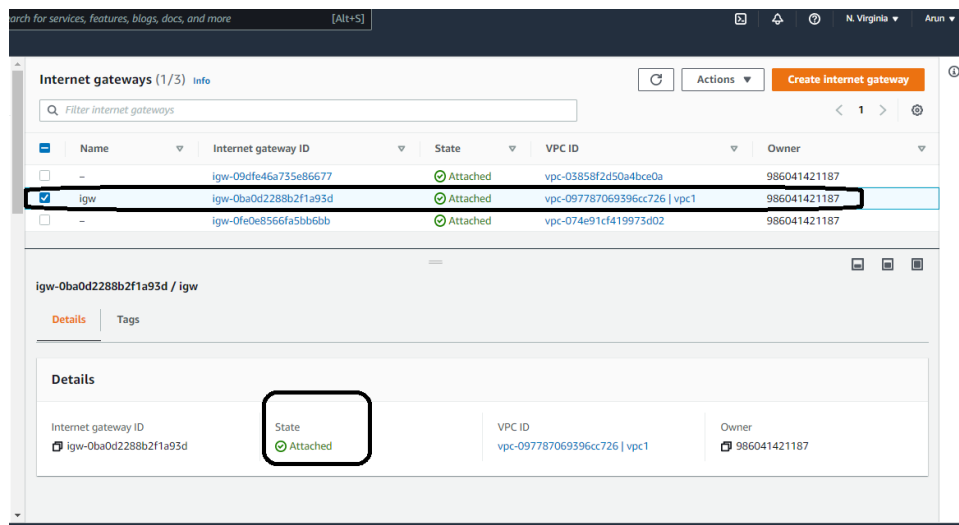 arch for services, features, blogs, docs, and more [Alt+S] N. Virginia Arun
Internet gateways (1/3) Info Actions Create internet gateway
Filter internet gateways 1
Name Internet gateway ID State VPC ID Owner
– igw-09dfe46a735e86677 Attached vpc-03858f2d50a4bce0a 986041421187
igw igw-0ba0d2288b2f1a93d Attached vpc-097787069396cc726 | vpc1 986041421187
– igw-0fe0e8566fa5bb6bb Attached vpc-074e91cf419973d02 986041421187
igw-0ba0d2288b2f1a93d / igw
Details Tags
Details
Internet gateway ID State VPC ID Owner
igw-0ba0d2288b2f1a93d Attached vpc-097787069396cc726 | vpc1 986041421187